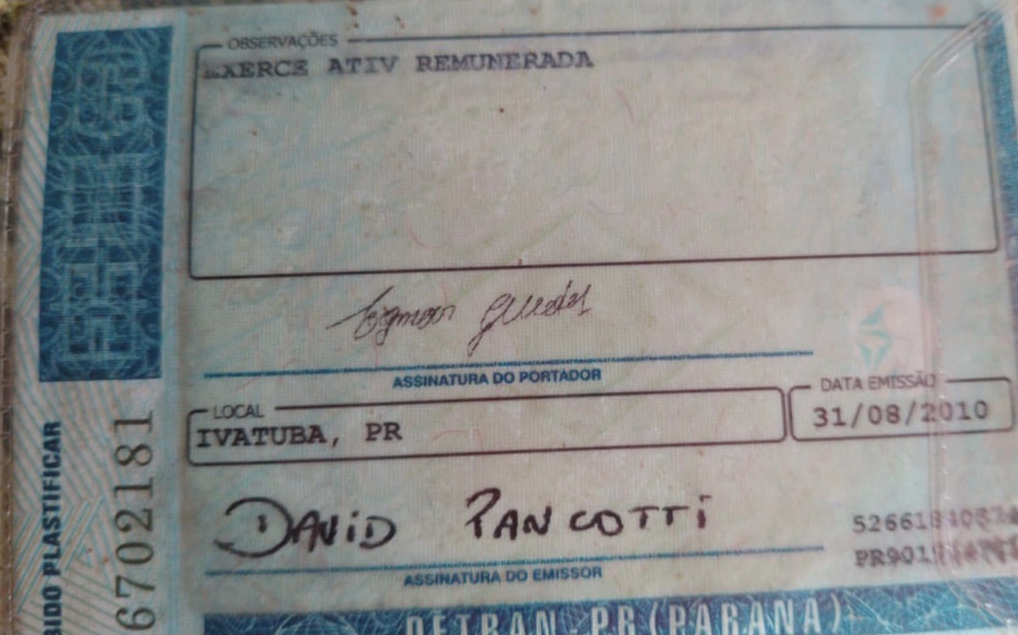 OBSERVAÇÕES
EXERCE ATIV REMUNERADA
ASSINATURA DO PORTADOR
LOCAL
IVATUBA, PR
DATA EMISSÃO
31/08/2010
DAVID PANCOTTI
ASSINATURA DO EMISSOR
DETRAN-PR (PARANÁ)
BIDO PLASTIFICAR
6702181